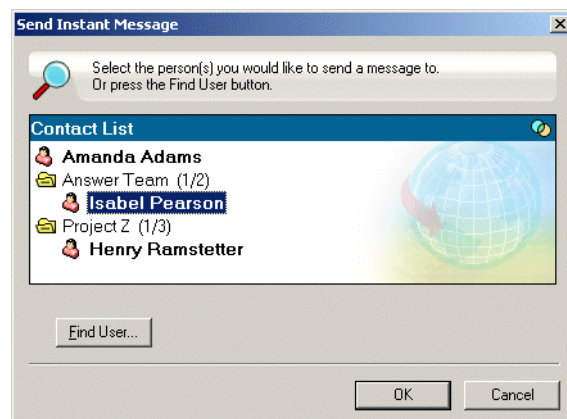 Send Instant Message
Select the person(s) you would like to send a message to.
Or press the Find User button.
Contact List
Amanda Adams
Answer Team (1/2)
Isabel Pearson
Project Z (1/3)
Henry Ramstetter
Find User...
OK Cancel